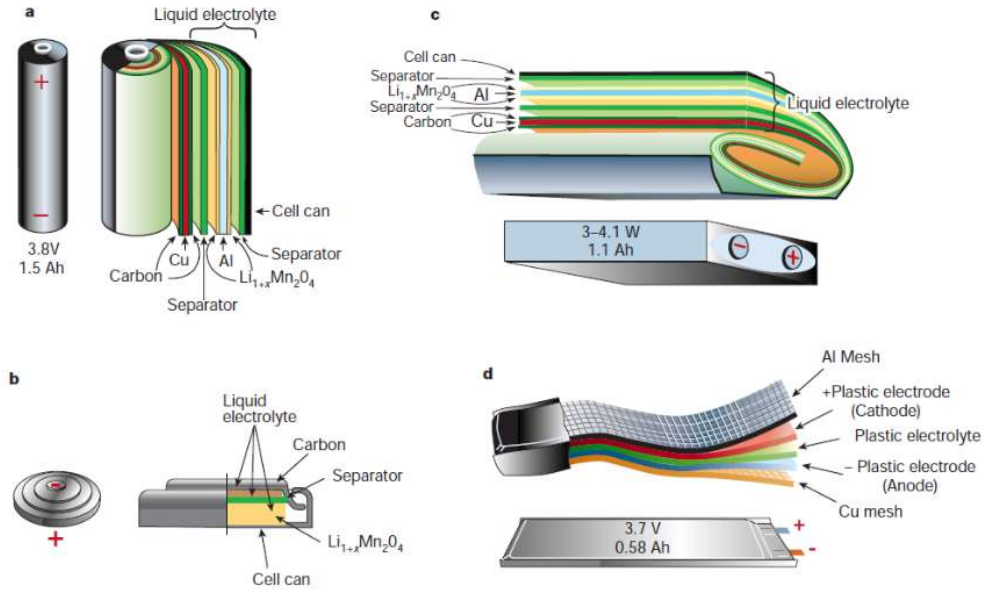 a
Liquid electrolyte
+
−
3.8V
1.5 Ah
Cell can
Separator
Carbon
Cu
Al
Li1+xMn2O4
Separator
c
Cell can
Separator
Li1+xMn2O4
Al
Separator
Carbon
Cu
Liquid electrolyte
3–4.1 W
1.1 Ah
−
+
b
Liquid
electrolyte
Carbon
Separator
Li1+xMn2O4
Cell can
−
+
d
Al Mesh
+Plastic electrode
(Cathode)
Plastic electrolyte
– Plastic electrode
(Anode)
Cu mesh
3.7 V
0.58 Ah
+
-